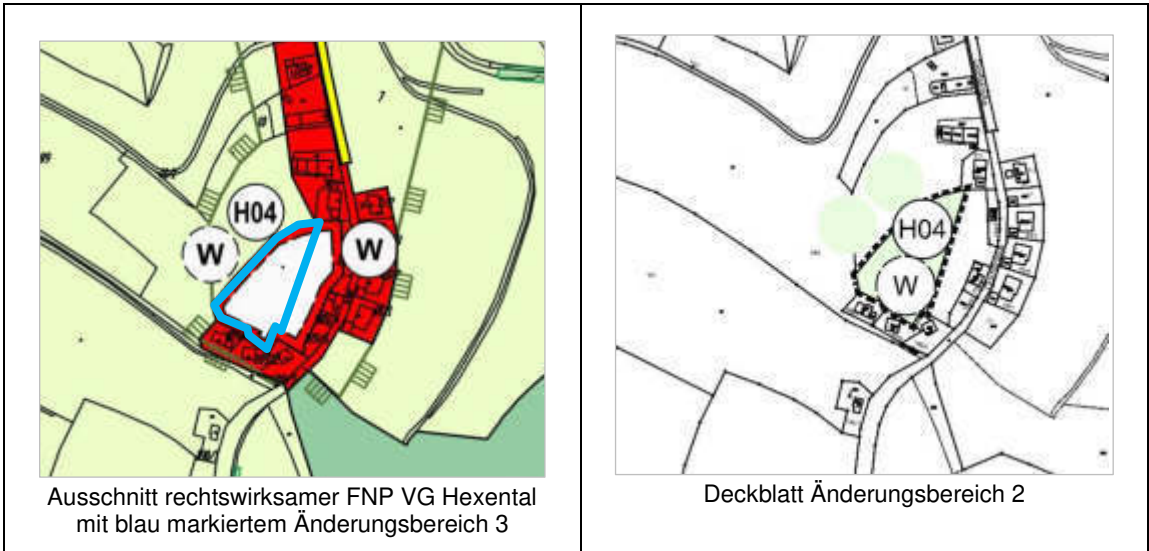 H04
W
W
Ausschnitt rechtswirksamer FNP VG Hexental
mit blau markiertem Änderungsbereich 3
H04
W
Deckblatt Änderungsbereich 2